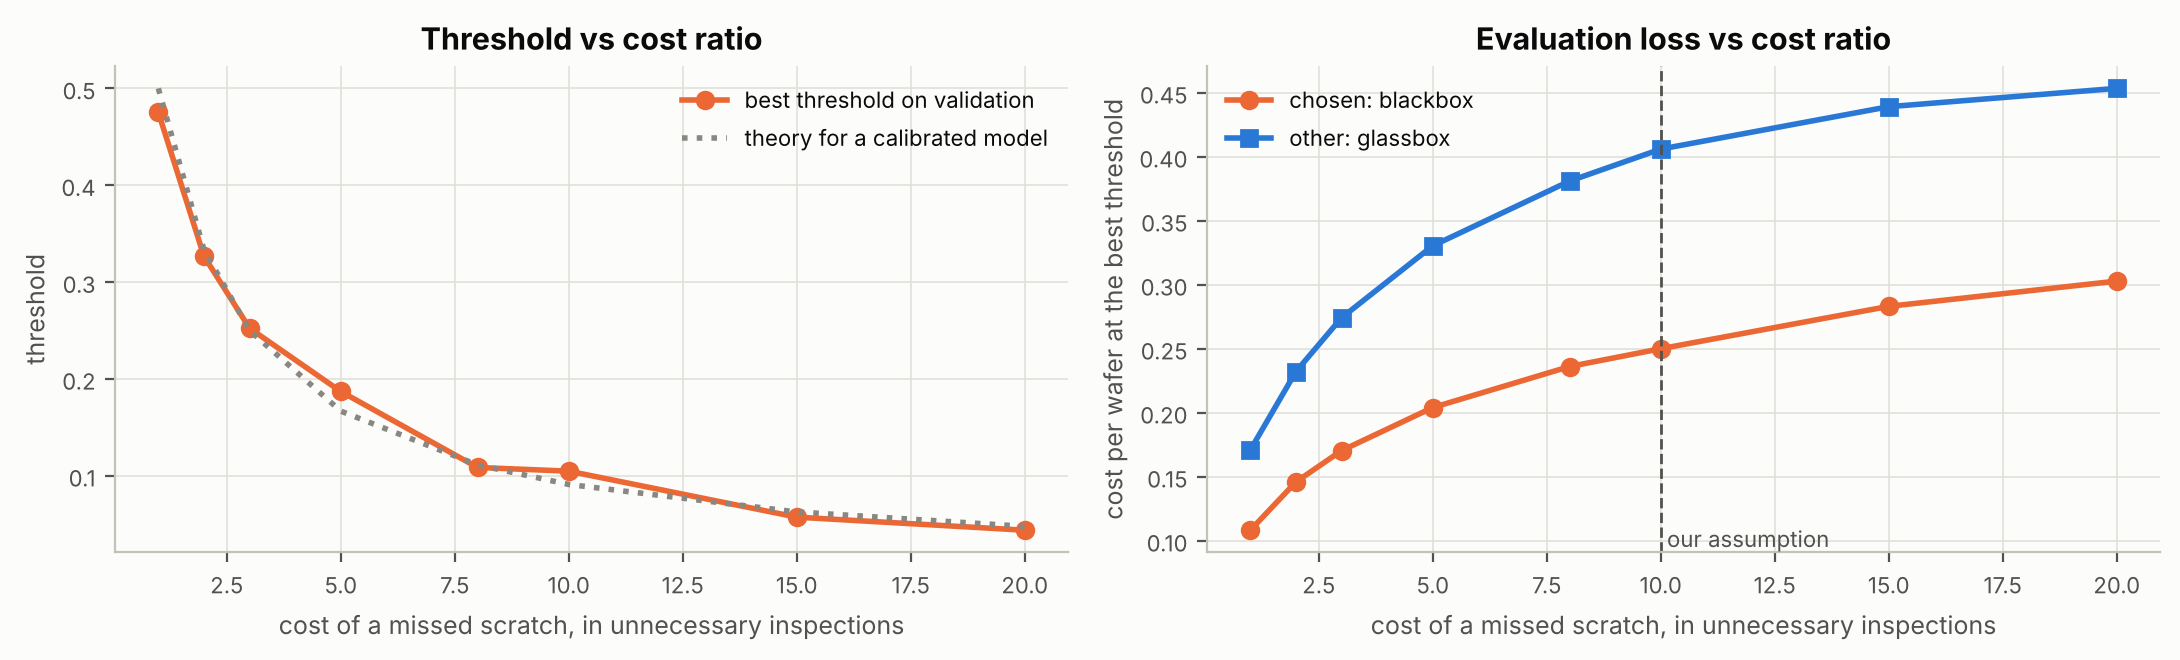 Threshold vs cost ratio
best threshold on validation
theory for a calibrated model
threshold
0.5
0.4
0.3
0.2
0.1
2.5 5.0 7.5 10.0 12.5 15.0 17.5 20.0
cost of a missed scratch, in unnecessary inspections
Evaluation loss vs cost ratio
chosen: blackbox
other: glassbox
cost per wafer at the best threshold
0.45
0.40
0.35
0.30
0.25
0.20
0.15
0.10
our assumption
2.5 5.0 7.5 10.0 12.5 15.0 17.5 20.0
cost of a missed scratch, in unnecessary inspections